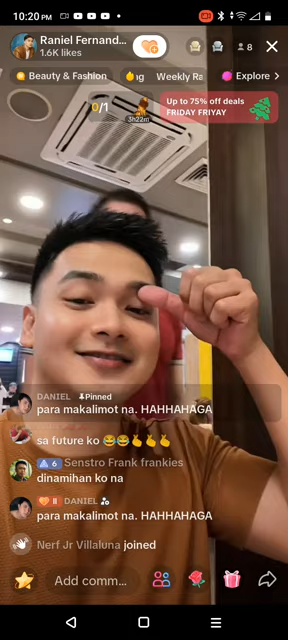 10:20 PM
Raniel Fernand...
1.6K likes
8
Beauty & Fashion
ng
Weekly Ra
Explore
0/1
3h22m
Up to 75% off deals
FRIDAY FRIYAY
DANIEL Pinned
para makalimot na. HAHHAHAGA
sa future ko 😂😂🫰🫰🫰
6 Senstro Frank frankies
dinamihan ko na
II DANIEL
para makalimot na. HAHHAHAGA
Nerf Jr Villaluna joined
Add comm...